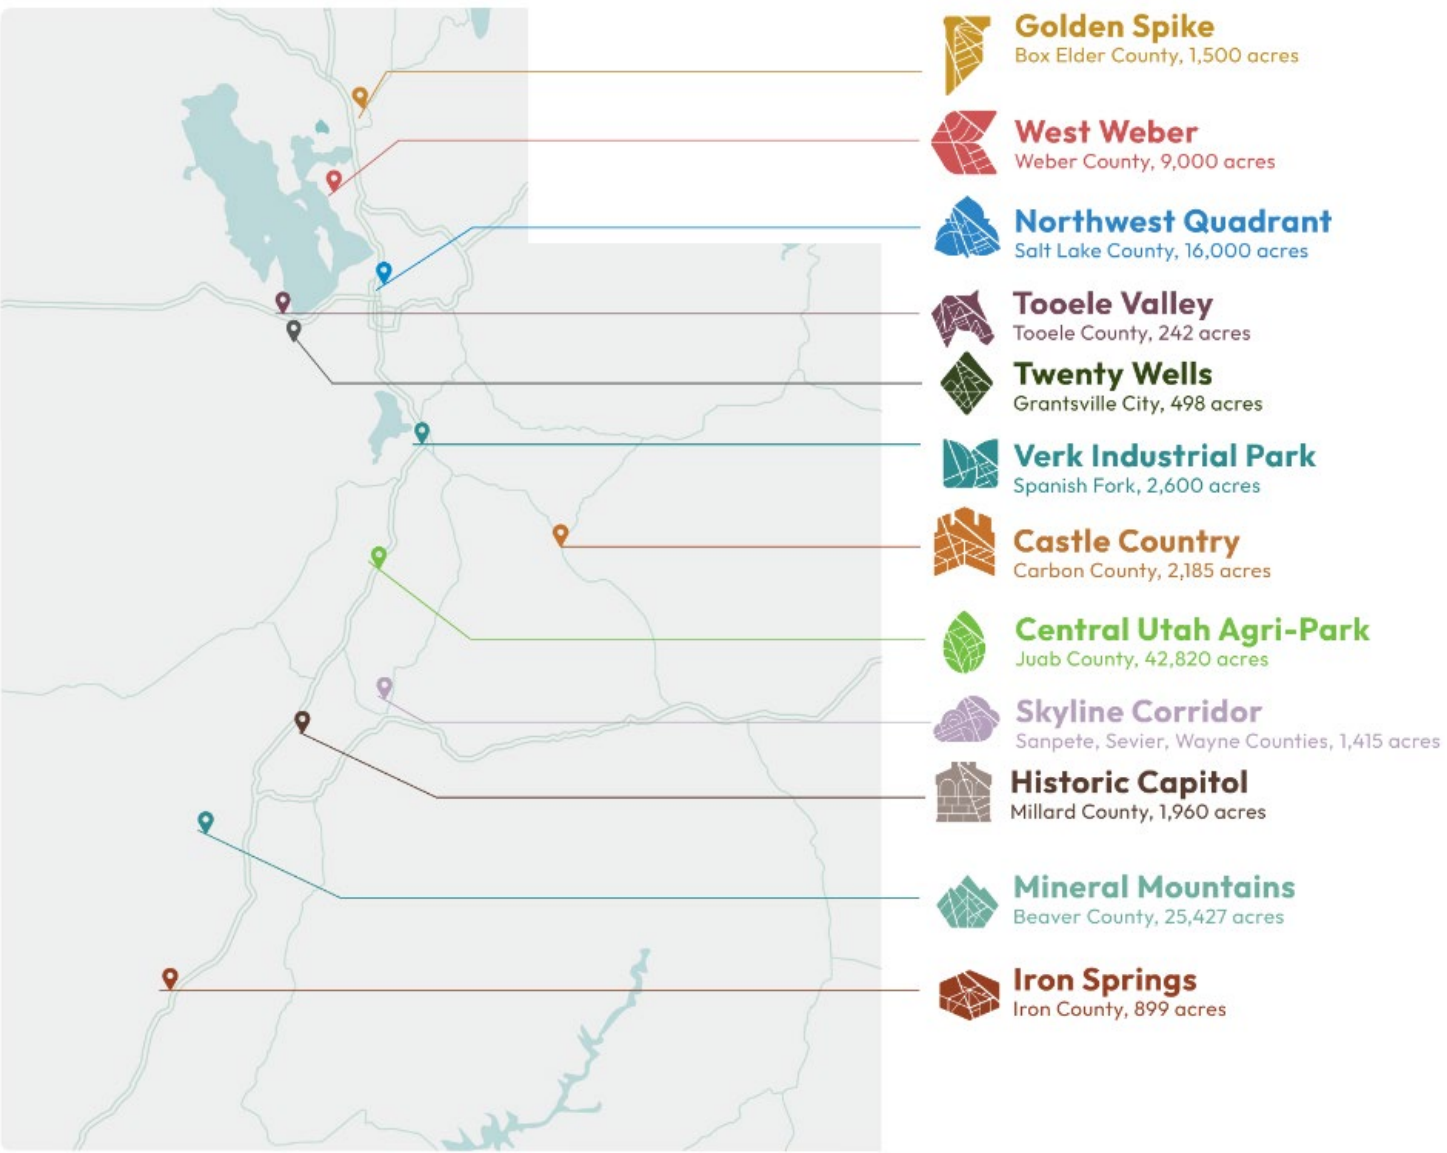 Golden Spike
Box Elder County, 1,500 acres
West Weber
Weber County, 9,000 acres
Northwest Quadrant
Salt Lake County, 16,000 acres
Tooele Valley
Tooele County, 242 acres
Twenty Wells
Grantsville City, 498 acres
Verk Industrial Park
Spanish Fork, 2,600 acres
Castle Country
Carbon County, 2,185 acres
Central Utah Agri-Park
Juab County, 42,820 acres
Skyline Corridor
Sanpete, Sevier, Wayne Counties, 1,415 acres
Historic Capitol
Millard County, 1,960 acres
Mineral Mountains
Beaver County, 25,427 acres
Iron Springs
Iron County, 899 acres